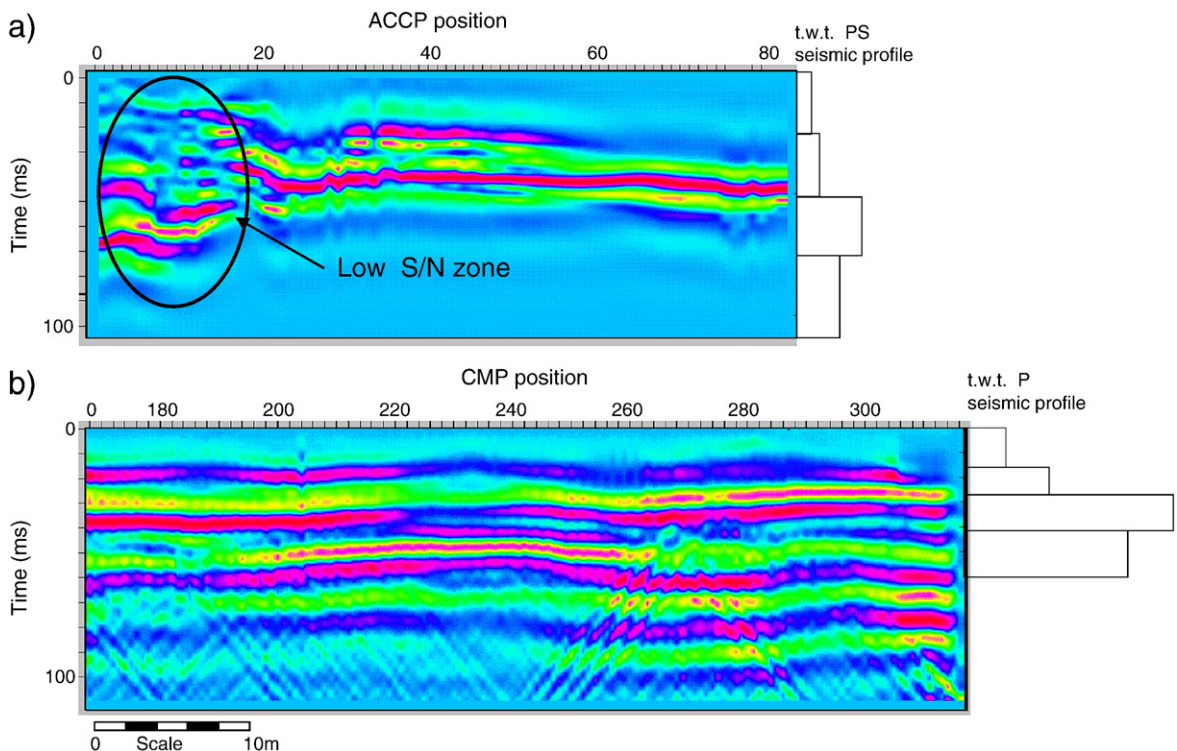 a)
ACCP position
t.w.t. PS
seismic profile
0 20 40 60 80
0
100
Time (ms)
Low S/N zone
b)
CMP position
t.w.t. P
seismic profile
0 180 200 220 240 260 280 300
0
100
Time (ms)
0 Scale 10m